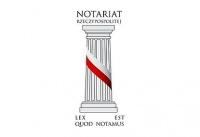 NOTARIAT
RZECZYPOSPOLITEJ
LEX EST
QUOD NOTAMUS